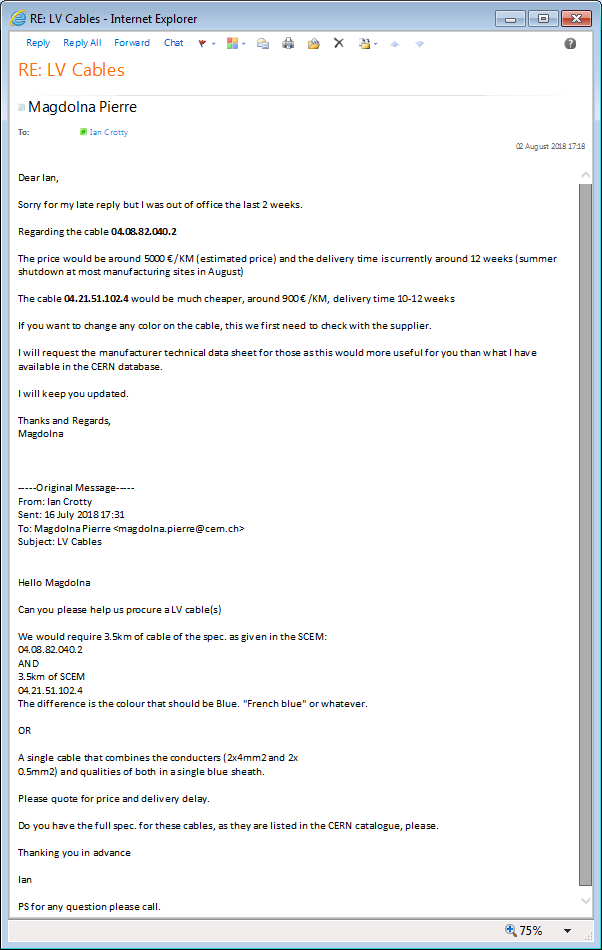 RE: LV Cables - Internet Explorer
Reply Reply All Forward Chat
RE: LV Cables
Magdolna Pierre
To: Ian Crotty
02 August 2018 17:18
Dear Ian,
Sorry for my late reply but I was out of office the last 2 weeks.
Regarding the cable 04.08.82.040.2
The price would be around 5000 €/KM (estimated price) and the delivery time is currently around 12 weeks (summer
shutdown at most manufacturing sites in August)
The cable 04.21.51.102.4 would be much cheaper, around 900€ /KM, delivery time 10-12 weeks
If you want to change any color on the cable, this we first need to check with the supplier.
I will request the manufacturer technical data sheet for those as this would more useful for you than what I have
available in the CERN database.
I will keep you updated.
Thanks and Regards,
Magdolna
-----Original Message-----
From: Ian Crotty
Sent: 16 July 2018 17:31
To: Magdolna Pierre <magdolna.pierre@cern.ch>
Subject: LV Cables
Hello Magdolna
Can you please help us procure a LV cable(s)
We would require 3.5km of cable of the spec. as given in the SCEM:
04.08.82.040.2
AND
3.5km of SCEM
04.21.51.102.4
The difference is the colour that should be Blue. "French blue" or whatever.
OR
A single cable that combines the conducters (2x4mm2 and 2x
0.5mm2) and qualities of both in a single blue sheath.
Please quote for price and delivery delay.
Do you have the full spec. for these cables, as they are listed in the CERN catalogue, please.
Thanking you in advance
Ian
PS for any question please call.
75%